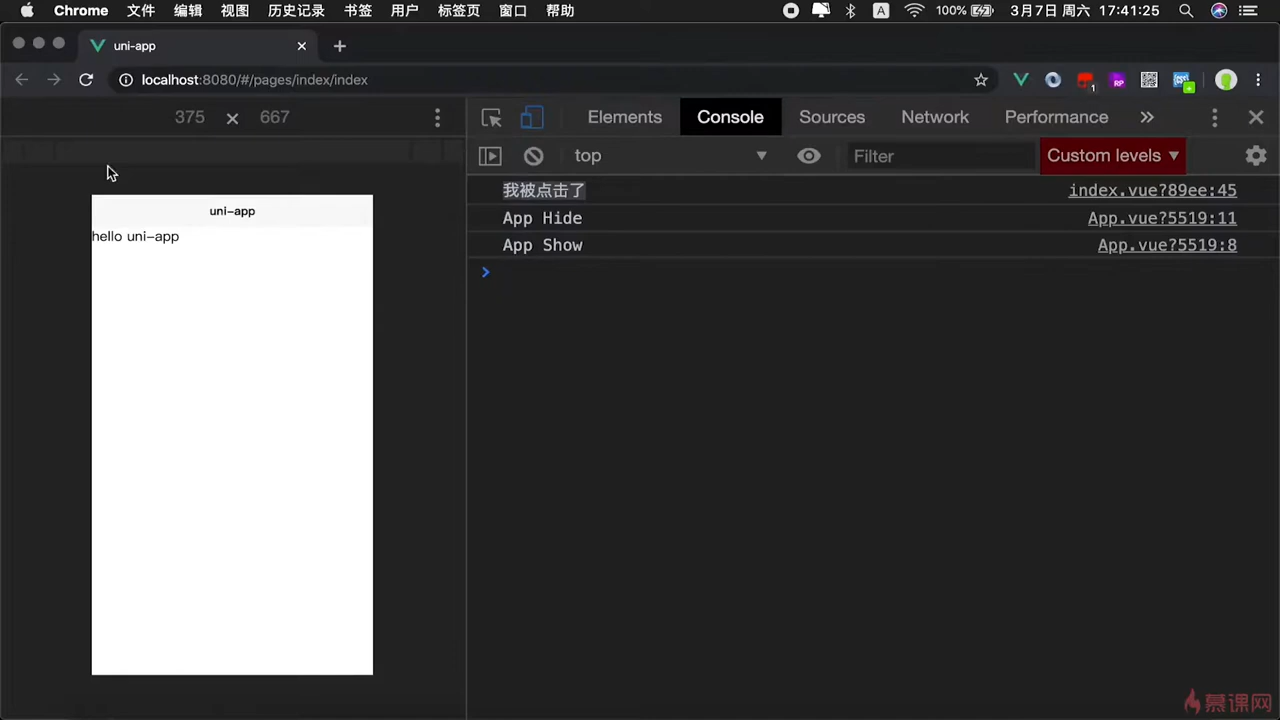 Chrome 文件 编辑 视图 历史记录 书签 用户 标签页 窗口 帮助 A 100% 3月7日 周六 17:41:25
uni-app
localhost:8080/#/pages/index/index
1
RP
375 × 667
Elements Console Sources Network Performance
top Filter Custom levels
uni-app
hello uni-app
我被点击了 index.vue?89ee:45
App Hide App.vue?5519:11
App Show App.vue?5519:8
慕课网